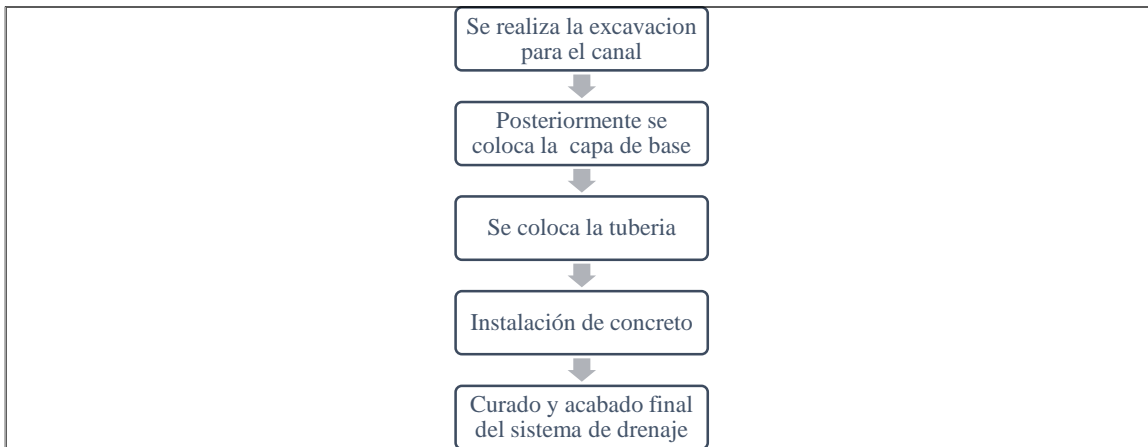 Se realiza la excavacion
para el canal
Posteriormente se
coloca la capa de base
Se coloca la tuberia
Instalación de concreto
Curado y acabado final
del sistema de drenaje